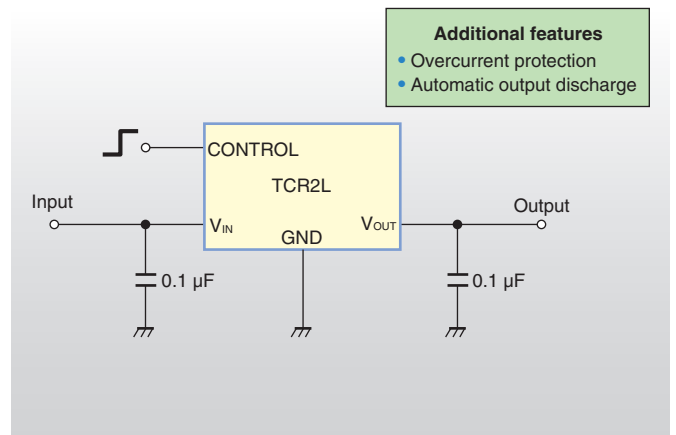 Additional features
• Overcurrent protection
• Automatic output discharge
CONTROL
TCR2L
Input
Output
VIN
VOUT
GND
0.1 μF
0.1 μF